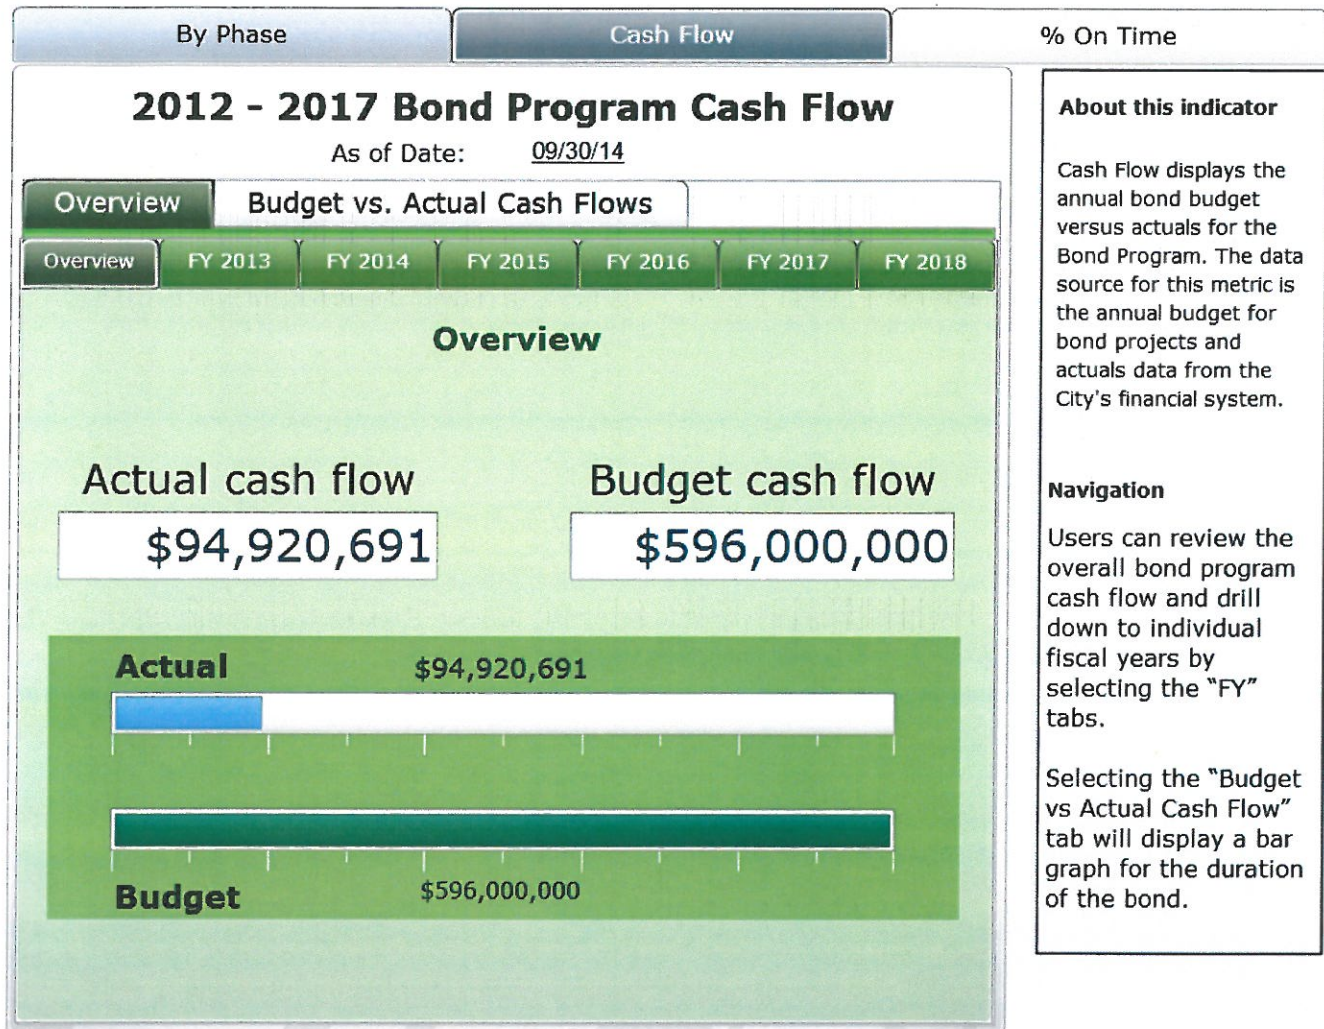 By Phase
Cash Flow
% On Time
2012 - 2017 Bond Program Cash Flow
As of Date: 09/30/14
Overview
Budget vs. Actual Cash Flows
Overview
FY 2013
FY 2014
FY 2015
FY 2016
FY 2017
FY 2018
Overview
Actual cash flow
$94,920,691
Budget cash flow
$596,000,000
Actual
$94,920,691
Budget
$596,000,000
About this indicator
Cash Flow displays the
annual bond budget
versus actuals for the
Bond Program. The data
source for this metric is
the annual budget for
bond projects and
actuals data from the
City's financial system.
Navigation
Users can review the
overall bond program
cash flow and drill
down to individual
fiscal years by
selecting the “FY”
tabs.
Selecting the “Budget
vs Actual Cash Flow”
tab will display a bar
graph for the duration
of the bond.